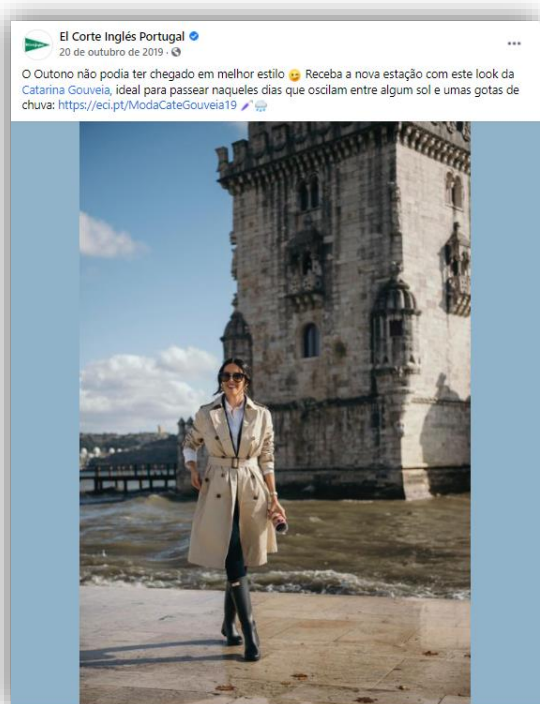 El Corte Inglés Portugal
20 de outubro de 2019 ·
O Outono não podia ter chegado em melhor estilo 😉 Receba a nova estação com este look da
Catarina Gouveia, ideal para passear naqueles dias que oscilam entre algum sol e umas gotas de
chuva: https://eci.pt/ModaCateGouveia19 🌂🌧️